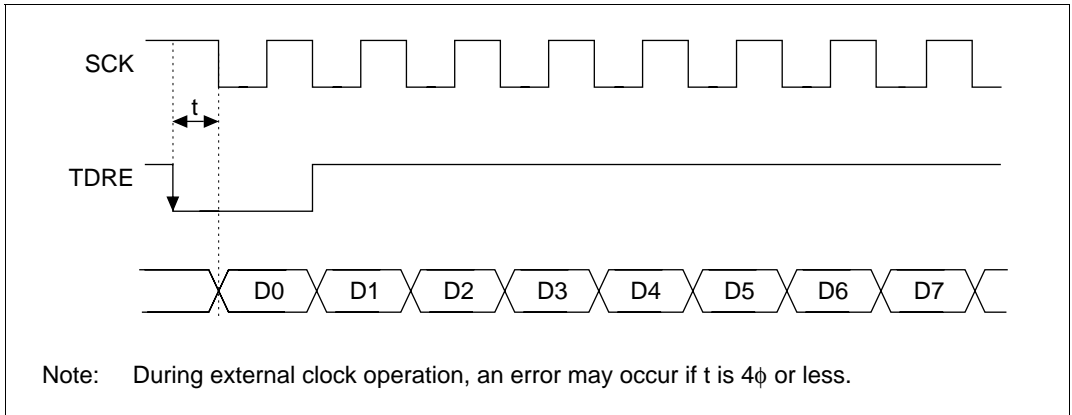 SCK
t
TDRE
D0 D1 D2 D3 D4 D5 D6 D7
Note: During external clock operation, an error may occur if t is 4ϕ or less.